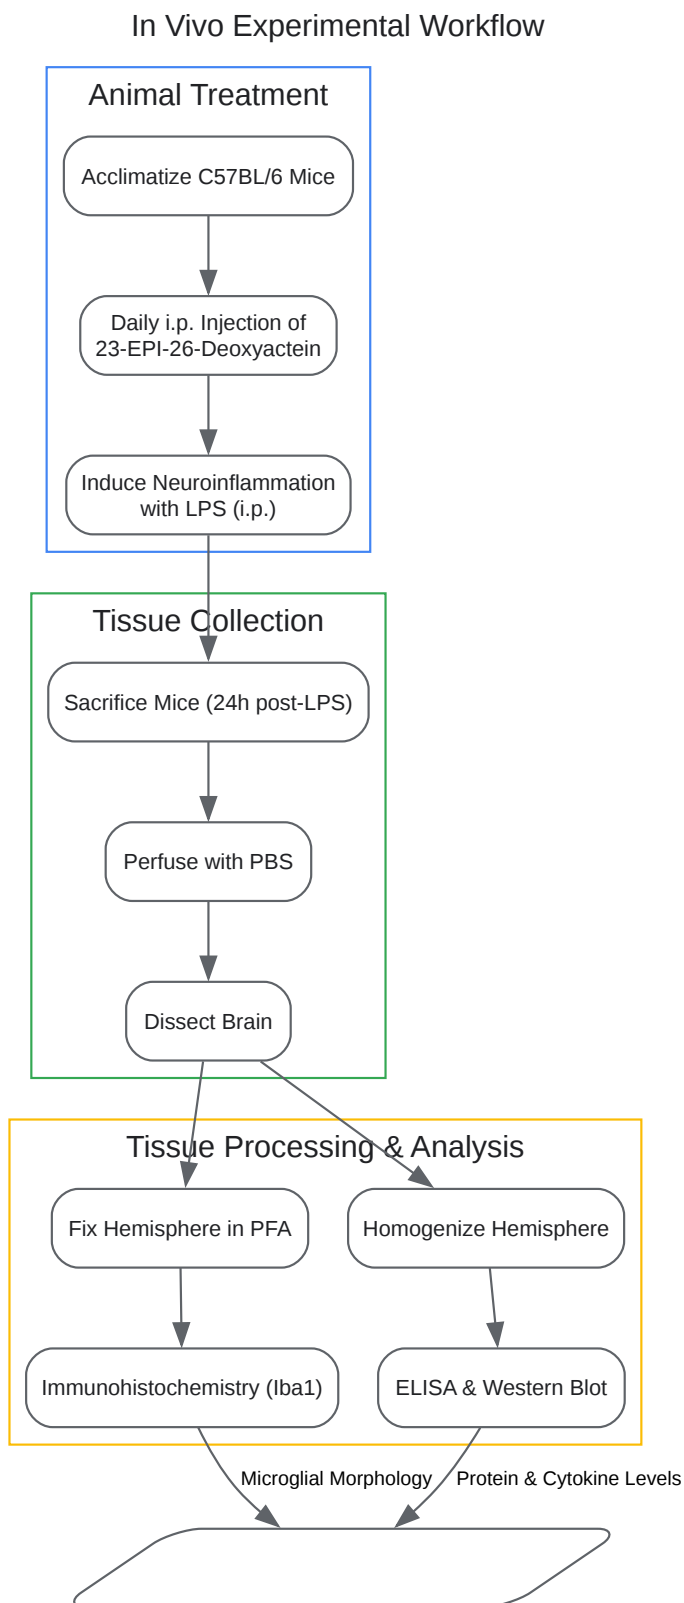 In Vivo Experimental Workflow
Animal Treatment
Acclimatize C57BL/6 Mice
Daily i.p. Injection of
23-EPI-26-Deoxyactein
Induce Neuroinflammation
with LPS (i.p.)
Tissue Collection
Sacrifice Mice (24h post-LPS)
Perfuse with PBS
Dissect Brain
Tissue Processing & Analysis
Fix Hemisphere in PFA
Homogenize Hemisphere
Immunohistochemistry (Iba1)
ELISA & Western Blot
Microglial Morphology
Protein & Cytokine Levels